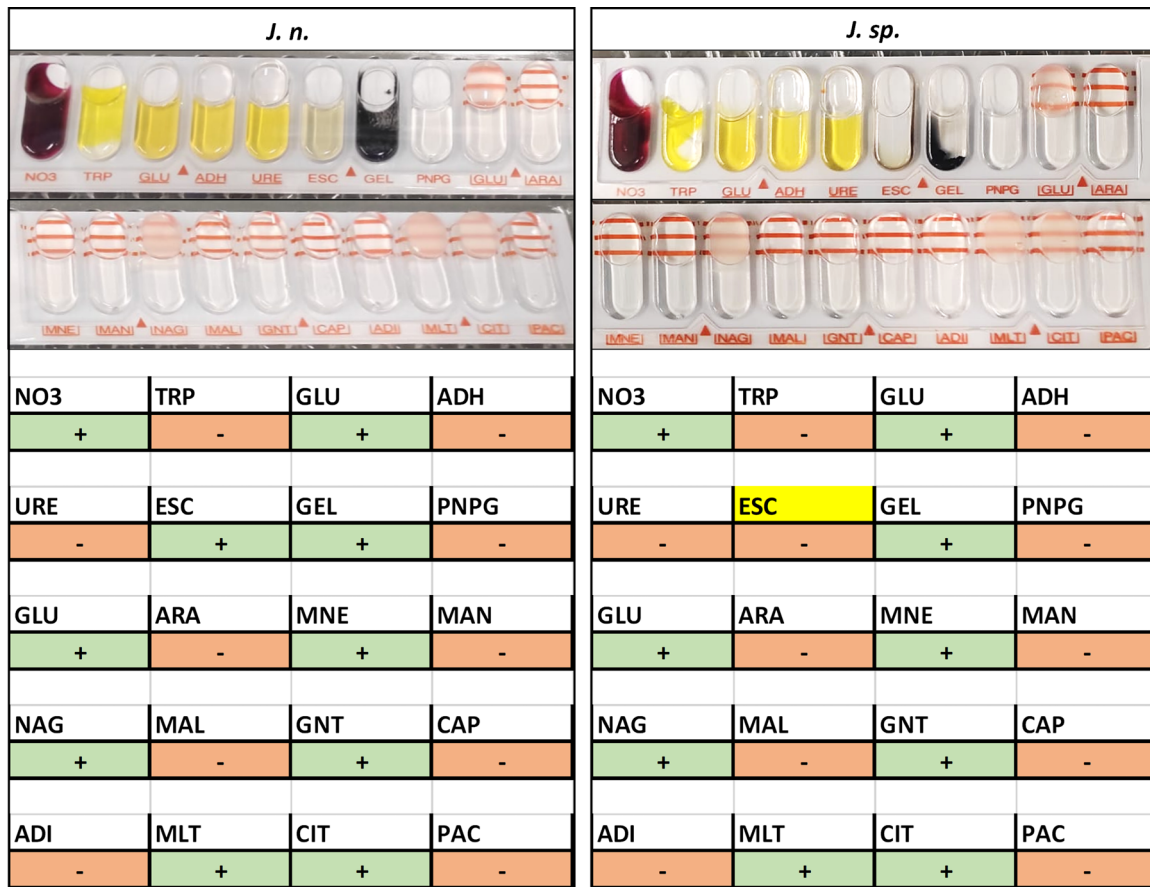 J. n.
NO3 TRP GLU ADH URE ESC GEL PNPG |GLU| |ARA|
|MNE| |MAN| |NAG| |MAL| |GNT| |CAP| |ADI| |MLT| |CIT| |PAC|
NO3 TRP GLU ADH
+ - + -
URE ESC GEL PNPG
- + + -
GLU ARA MNE MAN
+ - + -
NAG MAL GNT CAP
+ - + -
ADI MLT CIT PAC
- + + -
J. sp.
NO3 TRP GLU ADH URE ESC GEL PNPG |GLU| |ARA|
|MNE| |MAN| |NAG| |MAL| |GNT| |CAP| |ADI| |MLT| |CIT| |PAC|
NO3 TRP GLU ADH
+ - + -
URE ESC GEL PNPG
- - + -
GLU ARA MNE MAN
+ - + -
NAG MAL GNT CAP
+ - + -
ADI MLT CIT PAC
- + + -